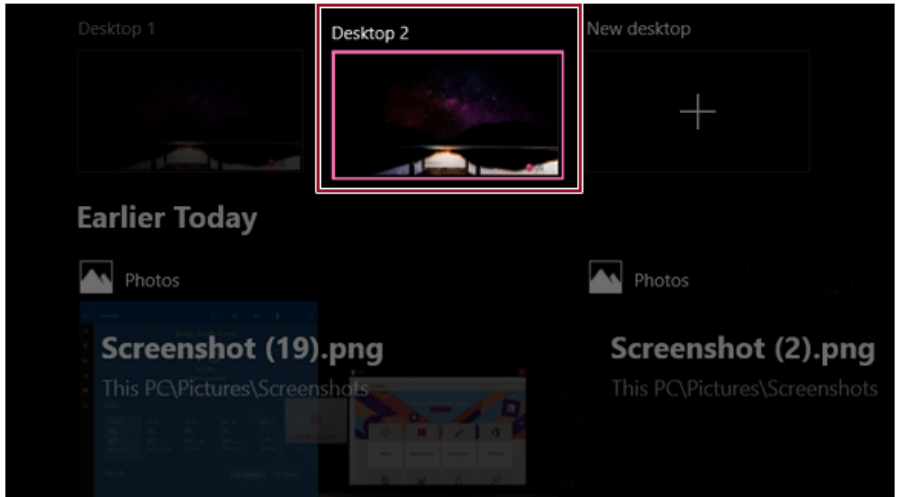 Desktop 1
Desktop 2
New desktop
Earlier Today
Photos
Photos
Screenshot (19).png
Screenshot (2).png
This PC\Pictures\Screenshots
This PC\Pictures\Screenshots